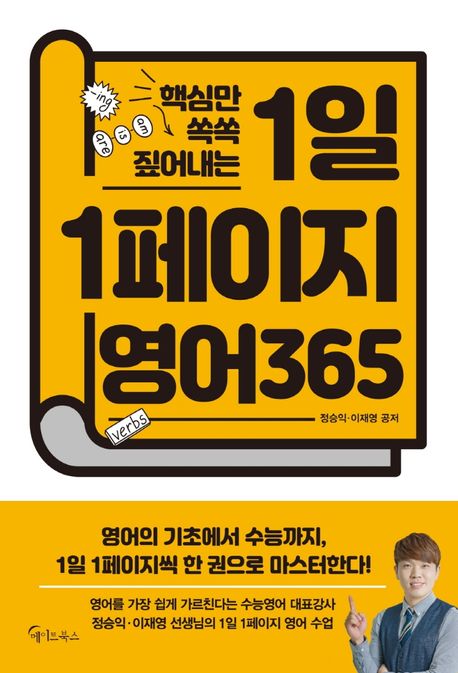 -ing
are is am
핵심만
쏙쏙
짚어내는
1일
1페이지
영어365
정승익·이재영 공저
verbs
영어의 기초에서 수능까지,
1일 1페이지씩 한 권으로 마스터한다!
영어를 가장 쉽게 가르친다는 수능영어 대표강사
정승익·이재영 선생님의 1일 1페이지 영어 수업
메이트북스